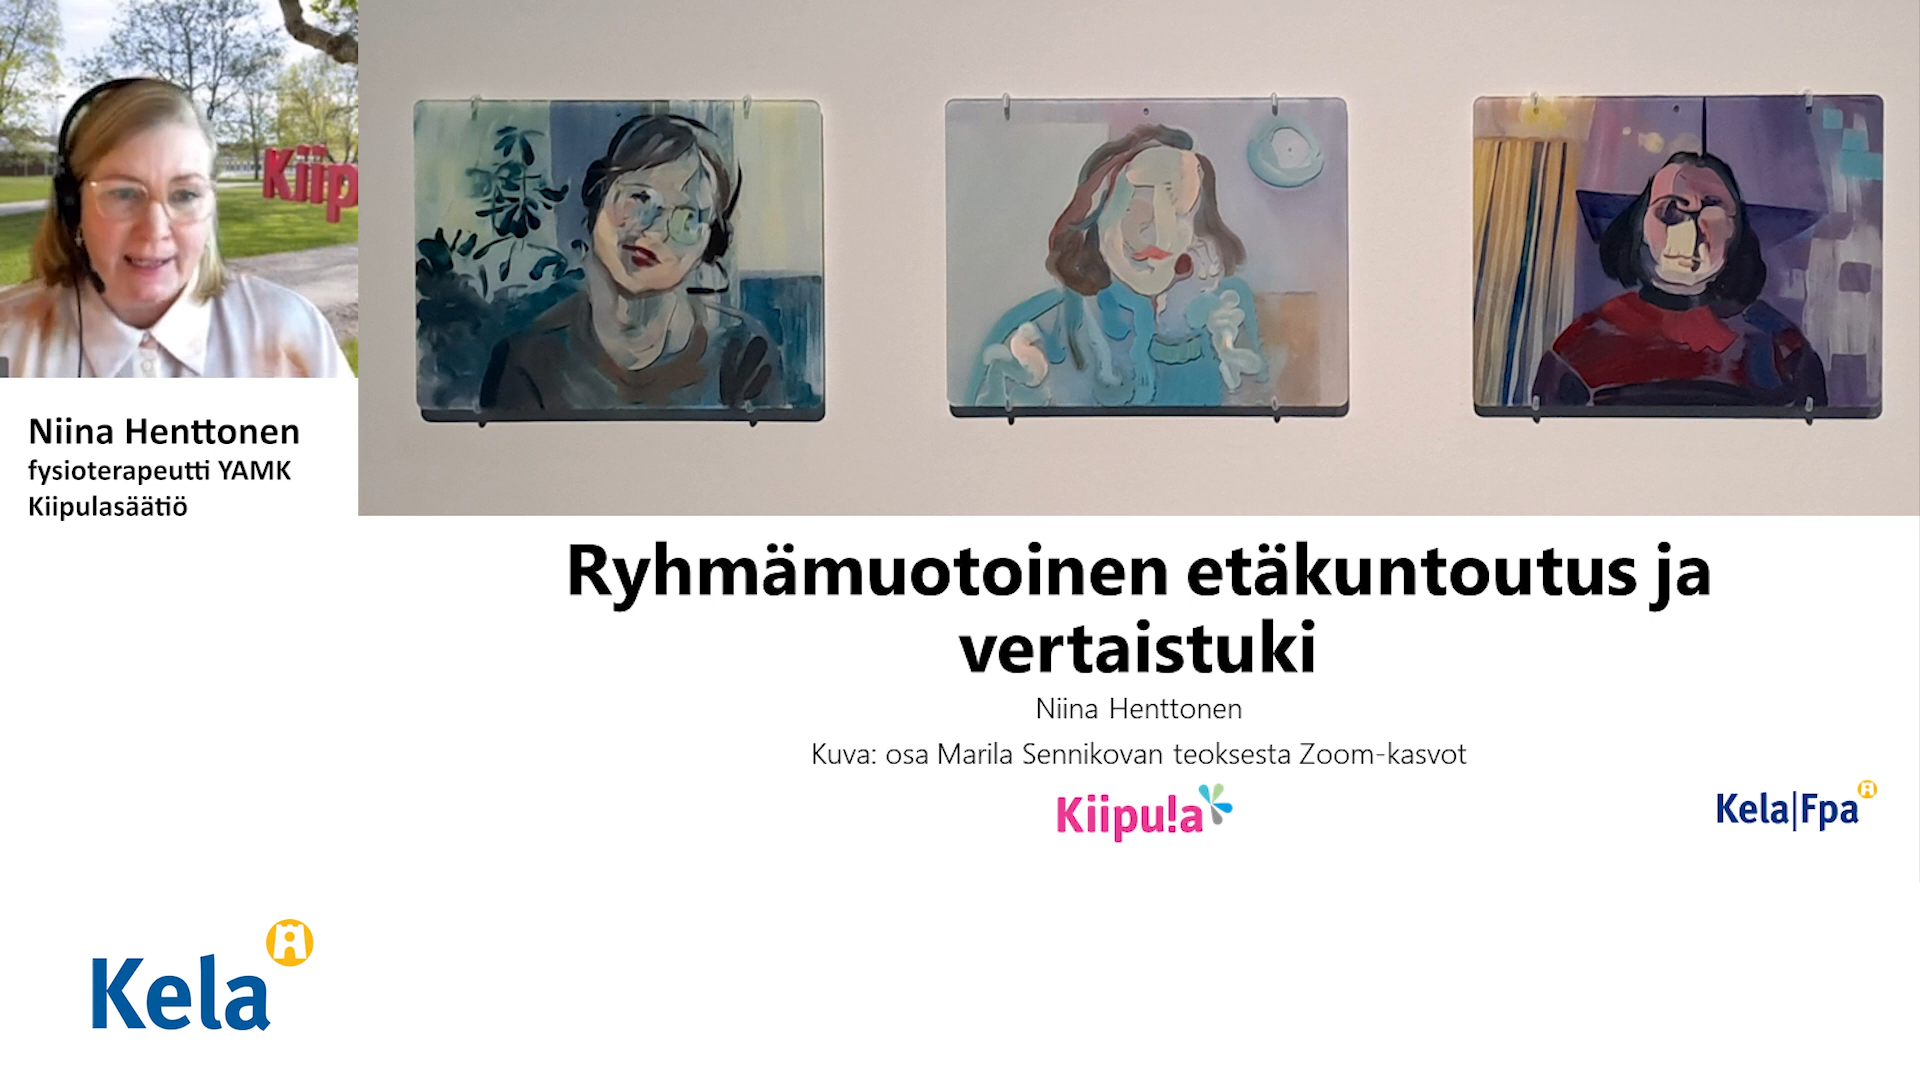 Kiip
Niina Henttonen
fysioterapeutti YAMK
Kiipulasäätiö
Ryhmämuotoinen etäkuntoutus ja
vertaistuki
Niina Henttonen
Kuva: osa Marila Sennikovan teoksesta Zoom-kasvot
Kiipu!a
Kela|Fpa
Kela